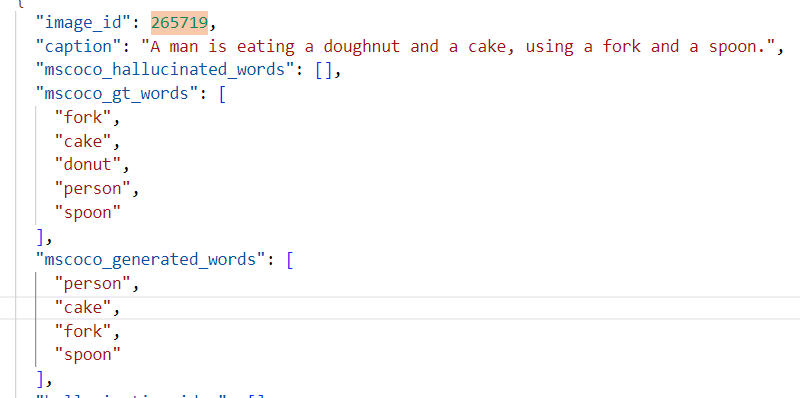 "image_id": 265719,
"caption": "A man is eating a doughnut and a cake, using a fork and a spoon.",
"mscoco_hallucinated_words": [],
"mscoco_gt_words": [
"fork",
"cake",
"donut",
"person",
"spoon"
],
"mscoco_generated_words": [
"person",
"cake",
"fork",
"spoon"
],